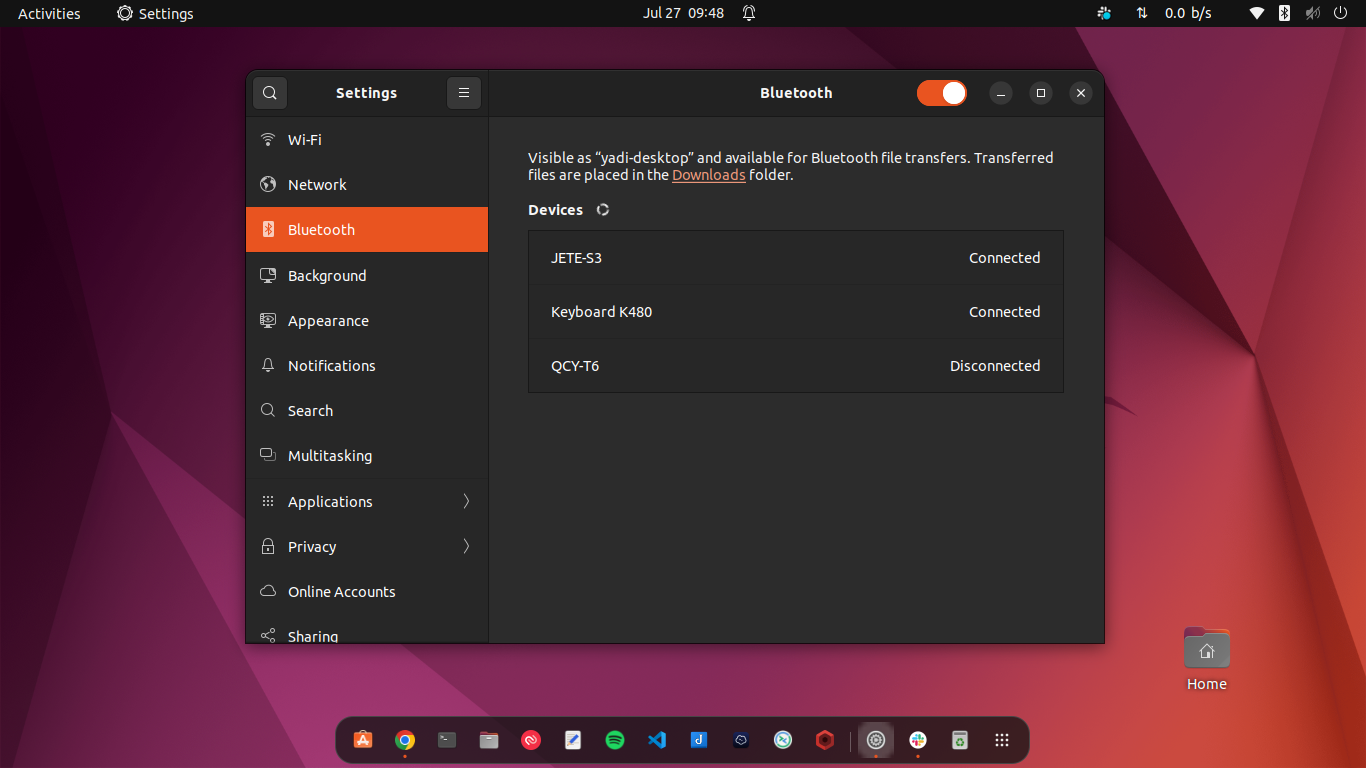 Activities Settings Jul 27 09:48 0.0 b/s
Settings Bluetooth
Wi-Fi
Network
Bluetooth
Background
Appearance
Notifications
Search
Multitasking
Applications
Privacy
Online Accounts
Sharing
Visible as “yadi-desktop” and available for Bluetooth file transfers. Transferred
files are placed in the Downloads folder.
Devices
JETE-S3 Connected
Keyboard K480 Connected
QCY-T6 Disconnected
Home